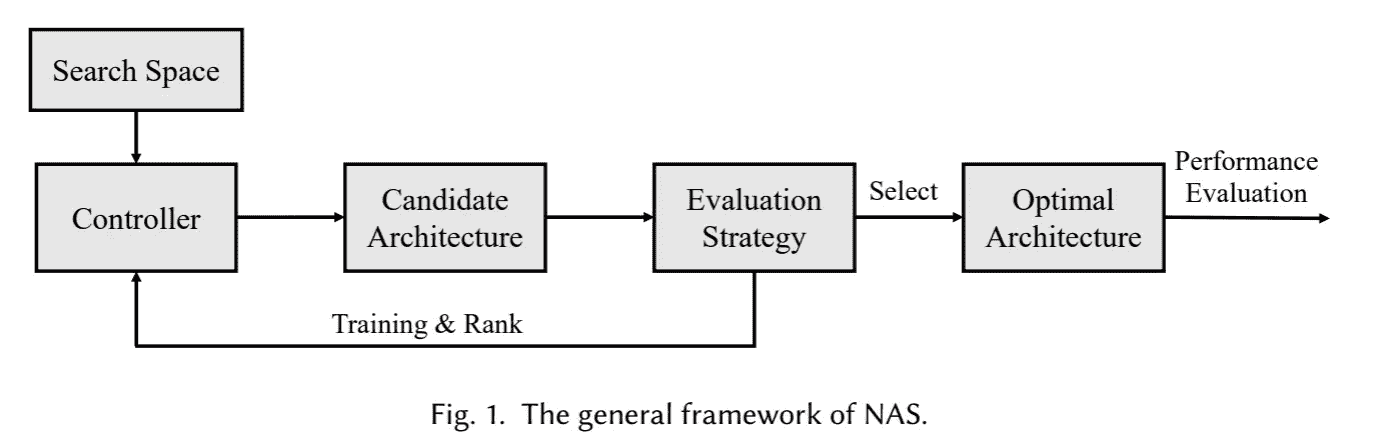 Search Space
Controller
Candidate
Architecture
Evaluation
Strategy
Select
Optimal
Architecture
Performance
Evaluation
Training & Rank
Fig. 1. The general framework of NAS.